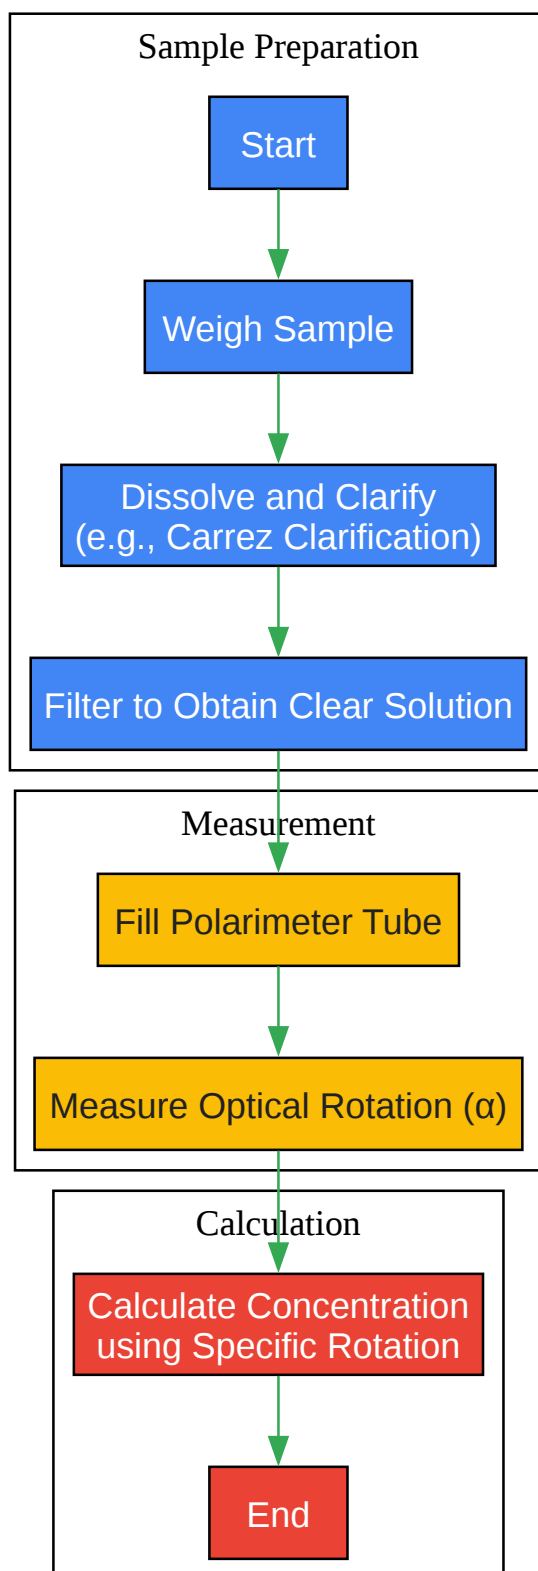 Sample Preparation
Start
Weigh Sample
Dissolve and Clarify
(e.g., Carrez Clarification)
Filter to Obtain Clear Solution
Measurement
Fill Polarimeter Tube
Measure Optical Rotation (α)
Calculation
Calculate Concentration
using Specific Rotation
End